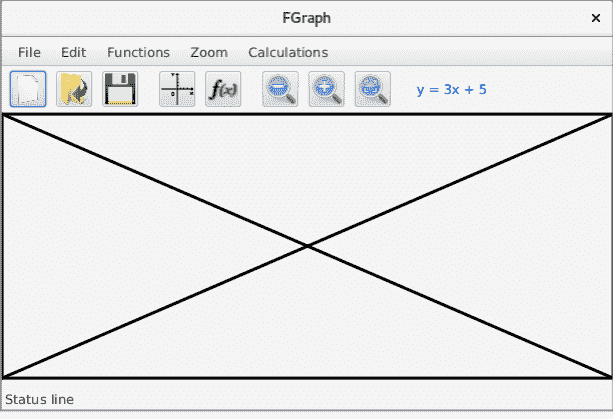 FGraph
File Edit Functions Zoom Calculations
f(x) y = 3x + 5
Status line